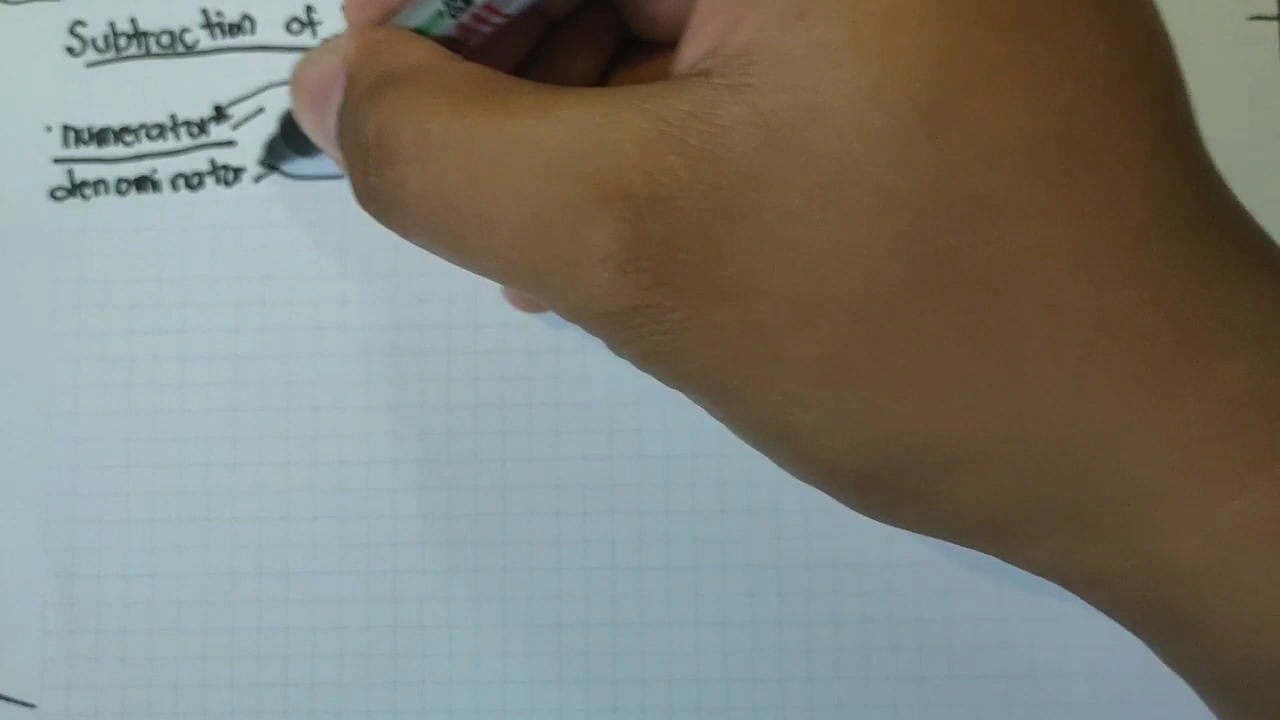 Subtraction of
numerator
denominator